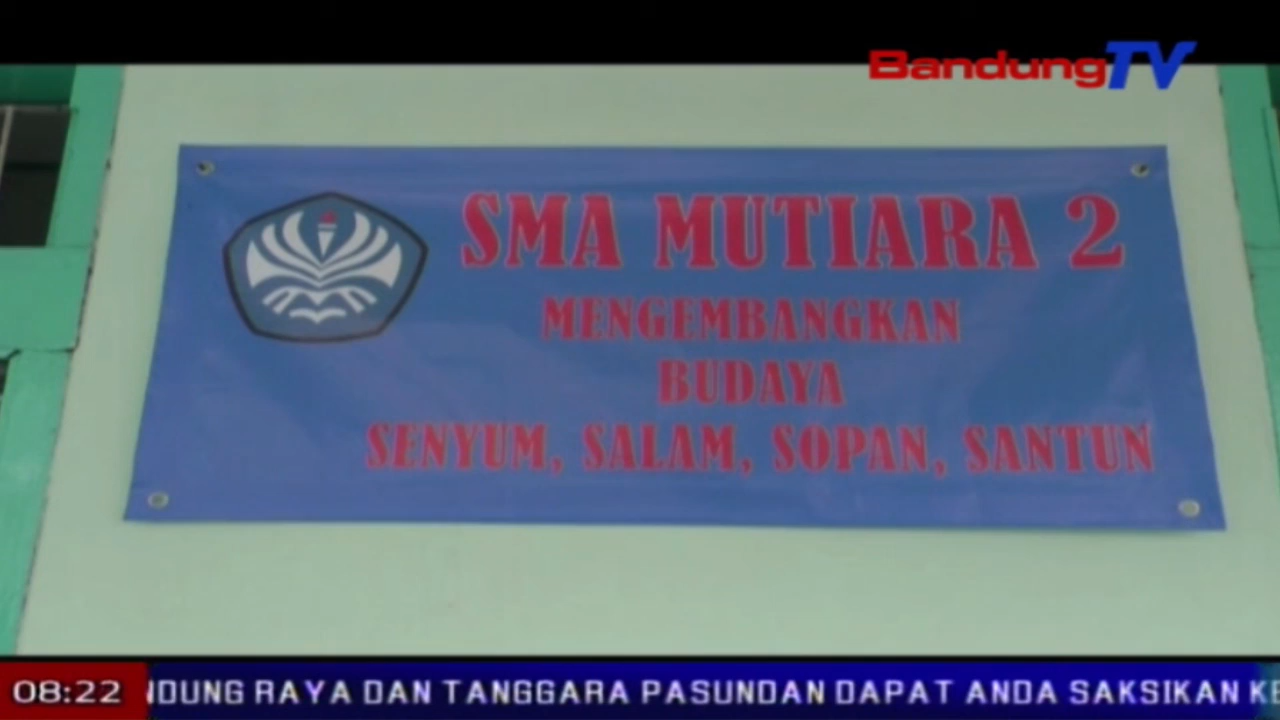 BandungTV
SMA MUTIARA 2
MENGEMBANGKAN
BUDAYA
SENYUM, SALAM, SOPAN, SANTUN
08:22 NDUNG RAYA DAN TANGGARA PASUNDAN DAPAT ANDA SAKSIKAN KE